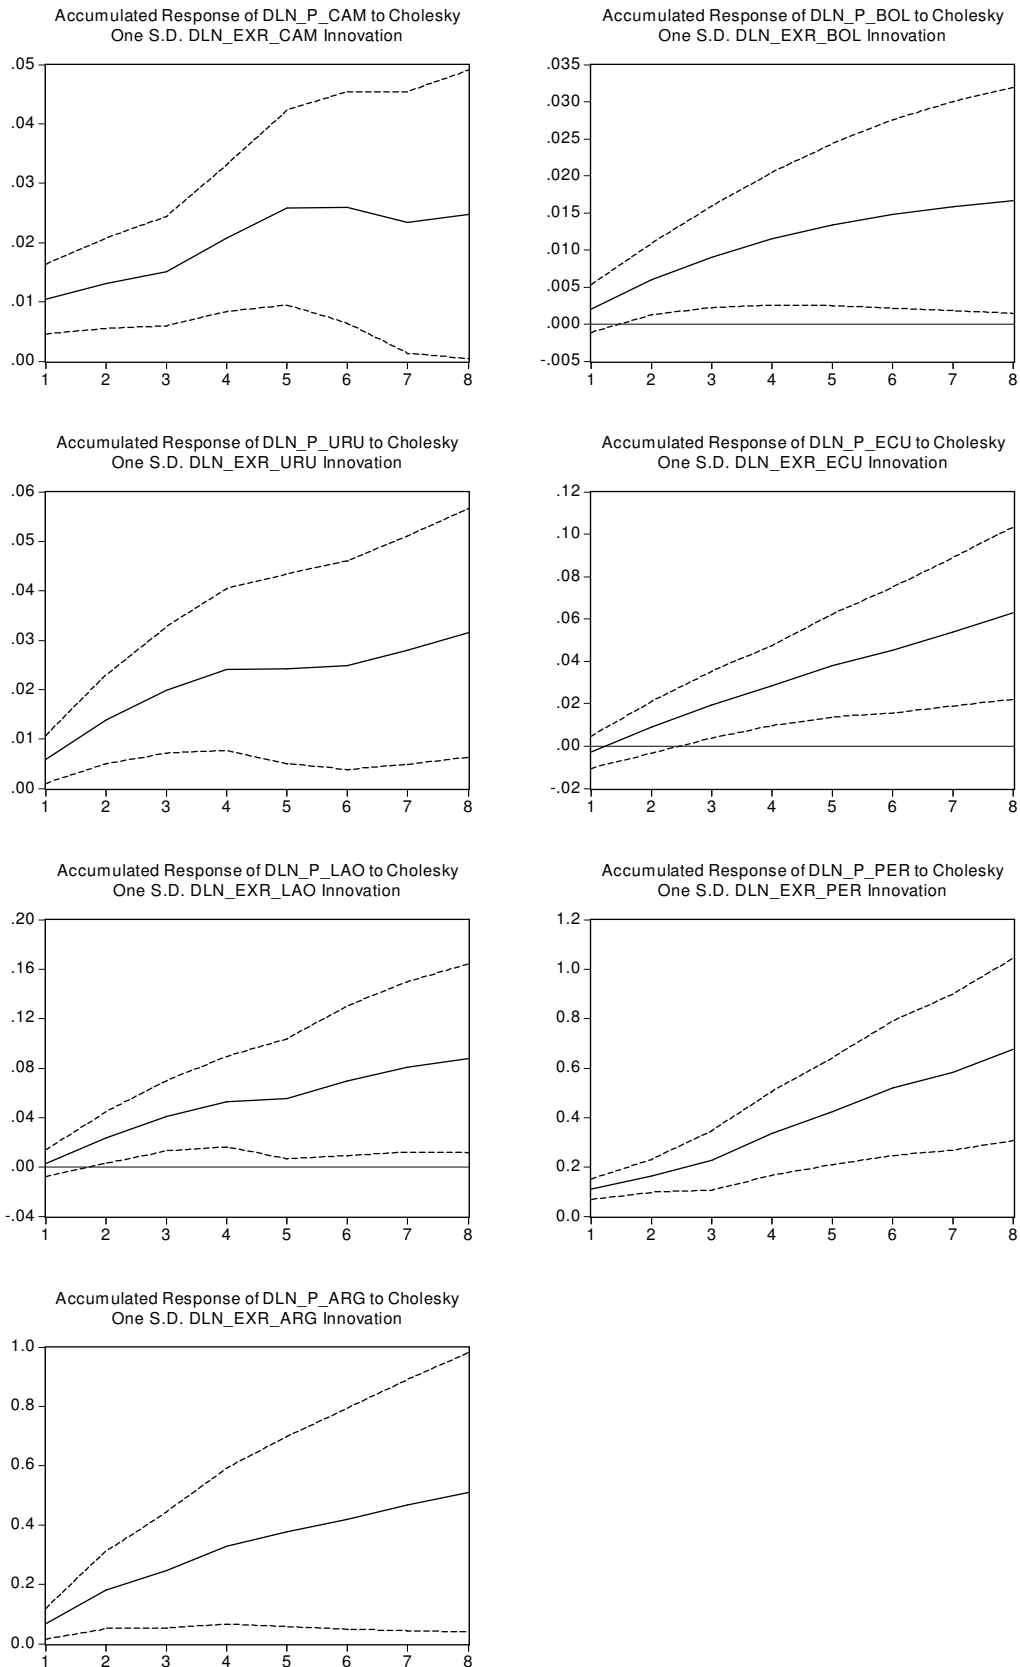 Accumulated Response of DLN_P_CAM to Cholesky
One S.D. DLN_EXR_CAM Innovation
.05
.04
.03
.02
.01
.00
1 2 3 4 5 6 7 8
Accumulated Response of DLN_P_BOL to Cholesky
One S.D. DLN_EXR_BOL Innovation
.035
.030
.025
.020
.015
.010
.005
.000
-.005
1 2 3 4 5 6 7 8
Accumulated Response of DLN_P_URU to Cholesky
One S.D. DLN_EXR_URU Innovation
.06
.05
.04
.03
.02
.01
.00
1 2 3 4 5 6 7 8
Accumulated Response of DLN_P_ECU to Cholesky
One S.D. DLN_EXR_ECU Innovation
.12
.10
.08
.06
.04
.02
.00
-.02
1 2 3 4 5 6 7 8
Accumulated Response of DLN_P_LAO to Cholesky
One S.D. DLN_EXR_LAO Innovation
.20
.16
.12
.08
.04
.00
-.04
1 2 3 4 5 6 7 8
Accumulated Response of DLN_P_PER to Cholesky
One S.D. DLN_EXR_PER Innovation
1.2
1.0
0.8
0.6
0.4
0.2
0.0
1 2 3 4 5 6 7 8
Accumulated Response of DLN_P_ARG to Cholesky
One S.D. DLN_EXR_ARG Innovation
1.0
0.8
0.6
0.4
0.2
0.0
1 2 3 4 5 6 7 8